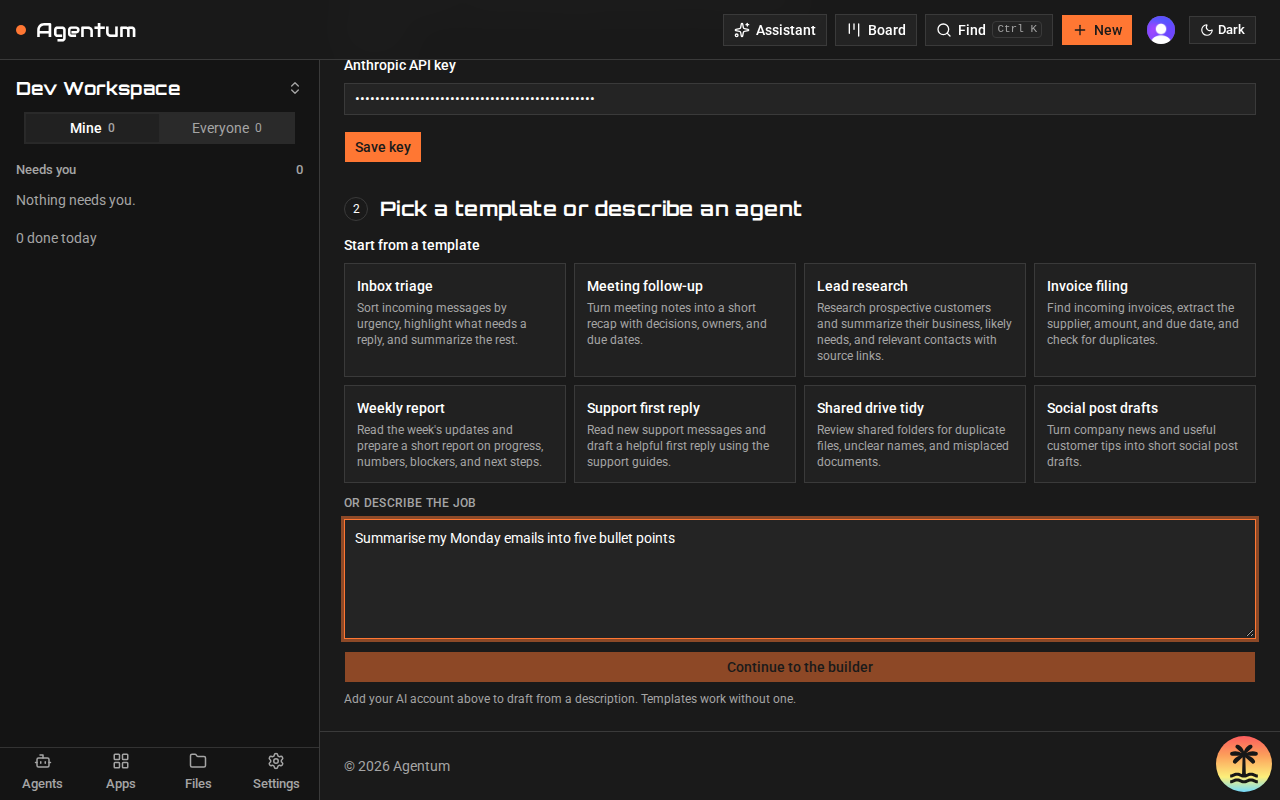 Agentum
Assistant
Board
Find Ctrl K
New
Dark
Dev Workspace
Mine 0
Everyone 0
Needs you 0
Nothing needs you.
0 done today
Agents
Apps
Files
Settings
Anthropic API key
••••••••••••••••••••••••••••••••••••••••••••••••
Save key
2 Pick a template or describe an agent
Start from a template
Inbox triage
Sort incoming messages by
urgency, highlight what needs a
reply, and summarize the rest.
Meeting follow-up
Turn meeting notes into a short
recap with decisions, owners, and
due dates.
Lead research
Research prospective customers
and summarize their business, likely
needs, and relevant contacts with
source links.
Invoice filing
Find incoming invoices, extract the
supplier, amount, and due date, and
check for duplicates.
Weekly report
Read the week's updates and
prepare a short report on progress,
numbers, blockers, and next steps.
Support first reply
Read new support messages and
draft a helpful first reply using the
support guides.
Shared drive tidy
Review shared folders for duplicate
files, unclear names, and misplaced
documents.
Social post drafts
Turn company news and useful
customer tips into short social post
drafts.
OR DESCRIBE THE JOB
Summarise my Monday emails into five bullet points
Continue to the builder
Add your AI account above to draft from a description. Templates work without one.
© 2026 Agentum